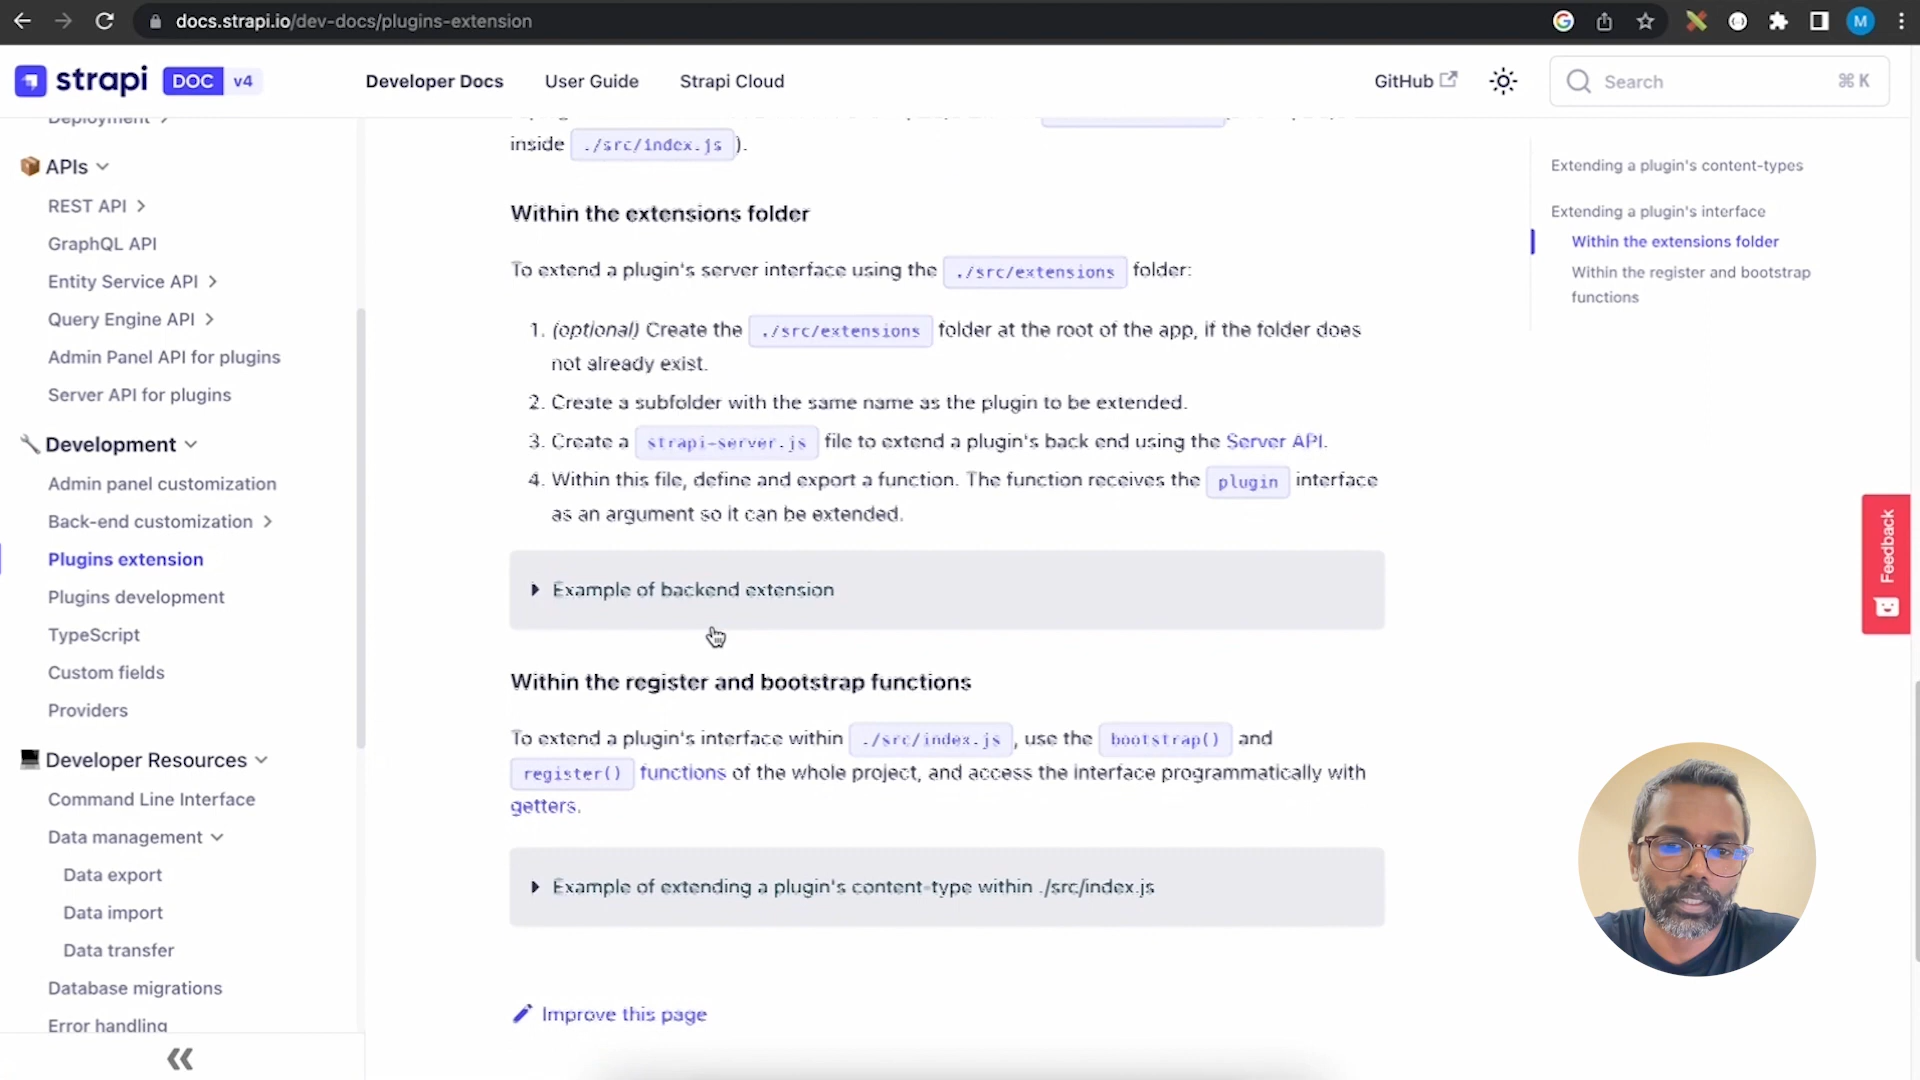 docs.strapi.io/dev-docs/plugins-extension
M
strapi DOC v4
Developer Docs
User Guide
Strapi Cloud
GitHub
Search
⌘ K
Deployment
APIs
REST API
GraphQL API
Entity Service API
Query Engine API
Admin Panel API for plugins
Server API for plugins
Development
Admin panel customization
Back-end customization
Plugins extension
Plugins development
TypeScript
Custom fields
Providers
Developer Resources
Command Line Interface
Data management
Data export
Data import
Data transfer
Database migrations
Error handling
inside ./src/index.js ).
Within the extensions folder
To extend a plugin's server interface using the ./src/extensions folder:
1. (optional) Create the ./src/extensions folder at the root of the app, if the folder does
not already exist.
2. Create a subfolder with the same name as the plugin to be extended.
3. Create a strapi-server.js file to extend a plugin's back end using the Server API.
4. Within this file, define and export a function. The function receives the plugin interface
as an argument so it can be extended.
Example of backend extension
Within the register and bootstrap functions
To extend a plugin's interface within ./src/index.js , use the bootstrap() and
register() functions of the whole project, and access the interface programmatically with
getters.
Example of extending a plugin's content-type within ./src/index.js
Improve this page
Extending a plugin's content-types
Extending a plugin's interface
Within the extensions folder
Within the register and bootstrap
functions
Feedback